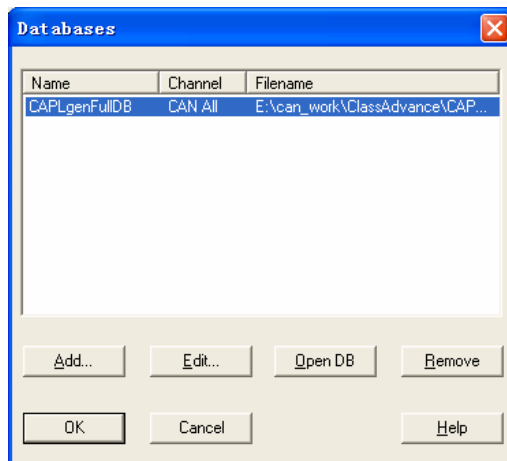 Databases
Name Channel Filename
CAPLgenFullDB CAN All E:\can_work\ClassAdvance\CAP...
Add... Edit... Open DB Remove
OK Cancel Help